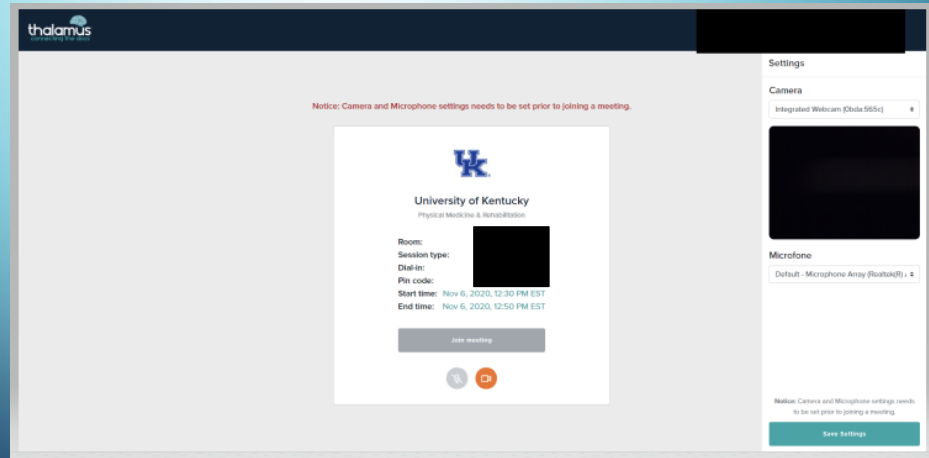 thalamus
connecting the docs
Settings
Camera
Integrated Webcam (0bda:565c)
Notice: Camera and Microphone settings needs to be set prior to joining a meeting.
UK
University of Kentucky
Physical Medicine & Rehabilitation
Room:
Session type:
Dial-in:
Pin code:
Start time: Nov 6, 2020, 12:30 PM EST
End time: Nov 6, 2020, 12:50 PM EST
Join meeting
Microfone
Default - Microphone Array (Realtek(R)
Notice: Camera and Microphone settings needs
to be set prior to joining a meeting.
Save Settings